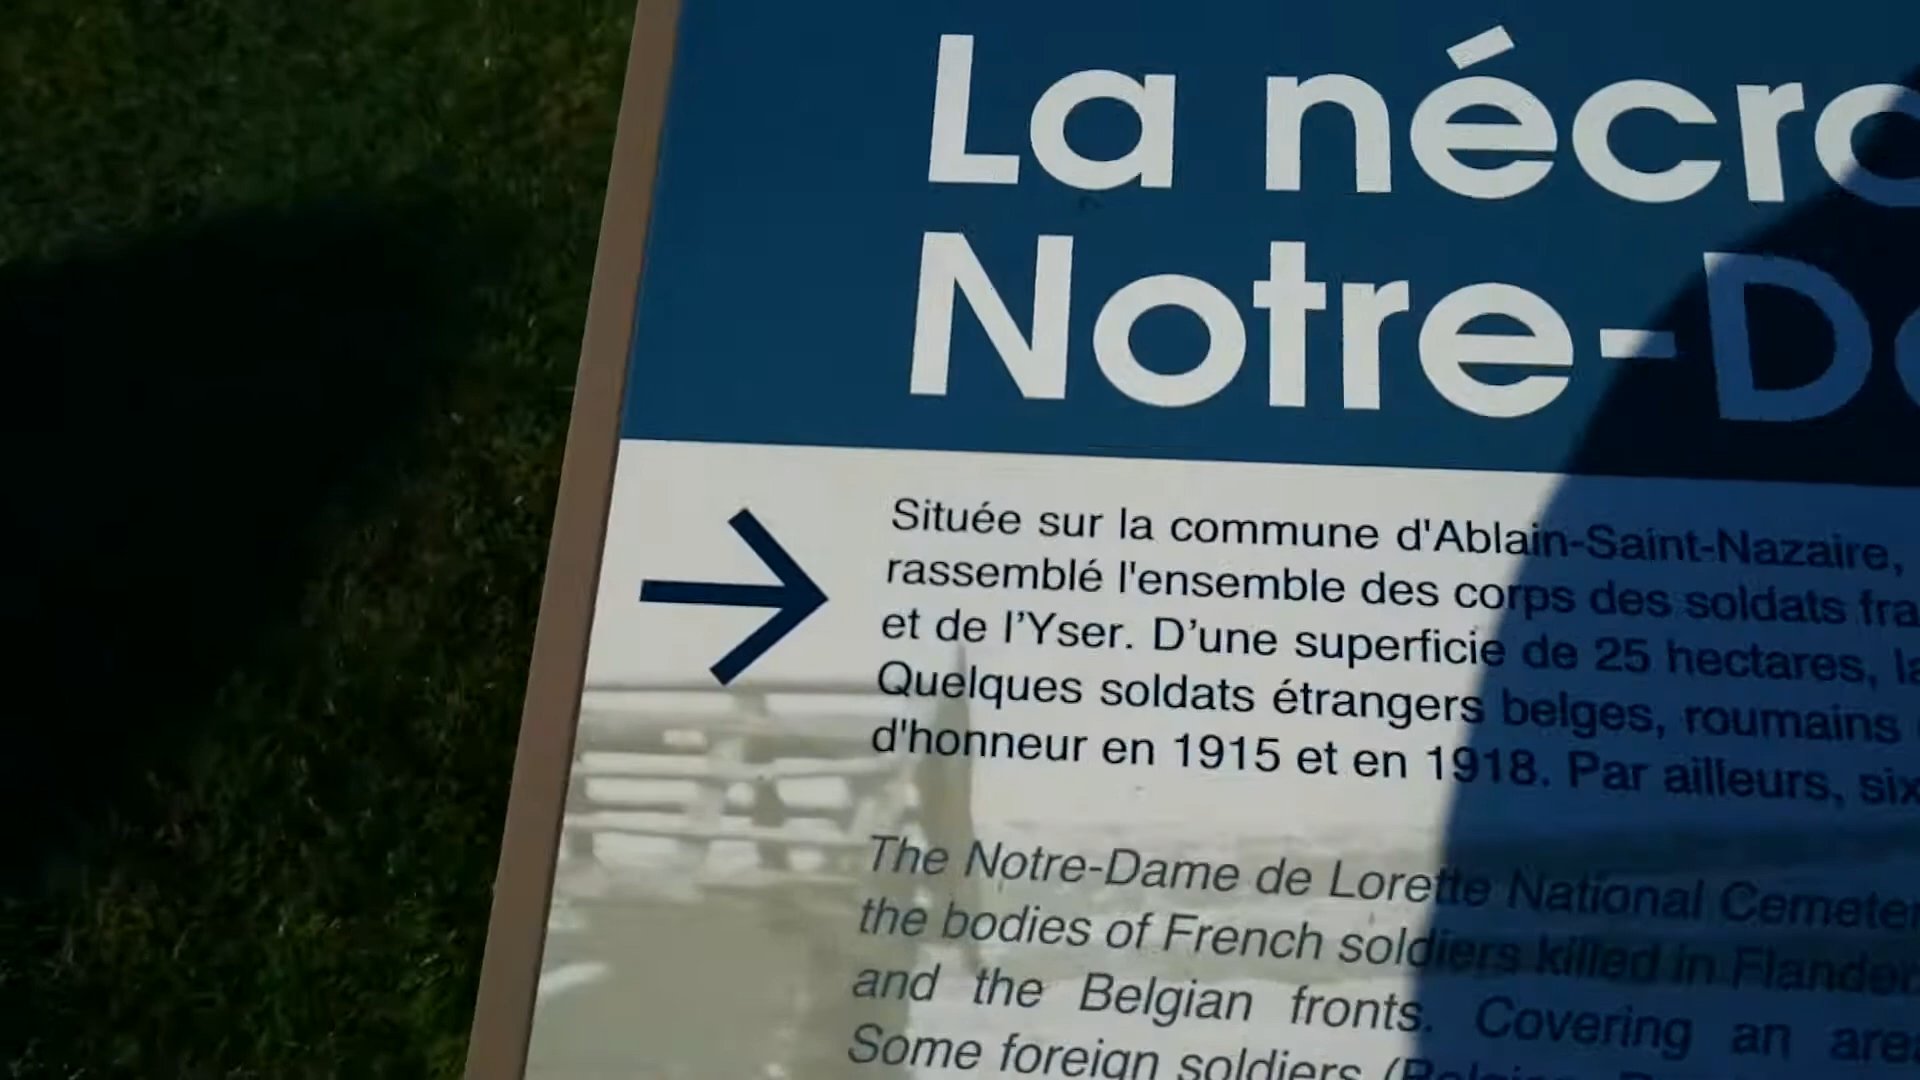 La nécro
Notre-Da
Située sur la commune d'Ablain-Saint-Nazaire,
rassemblé l'ensemble des corps des soldats fra
et de l’Yser. D’une superficie de 25 hectares, la
Quelques soldats étrangers belges, roumains
d'honneur en 1915 et en 1918. Par ailleurs, six
The Notre-Dame de Lorette National Cemeter
the bodies of French soldiers killed in Flander
and the Belgian fronts. Covering an area
Some foreign soldiers